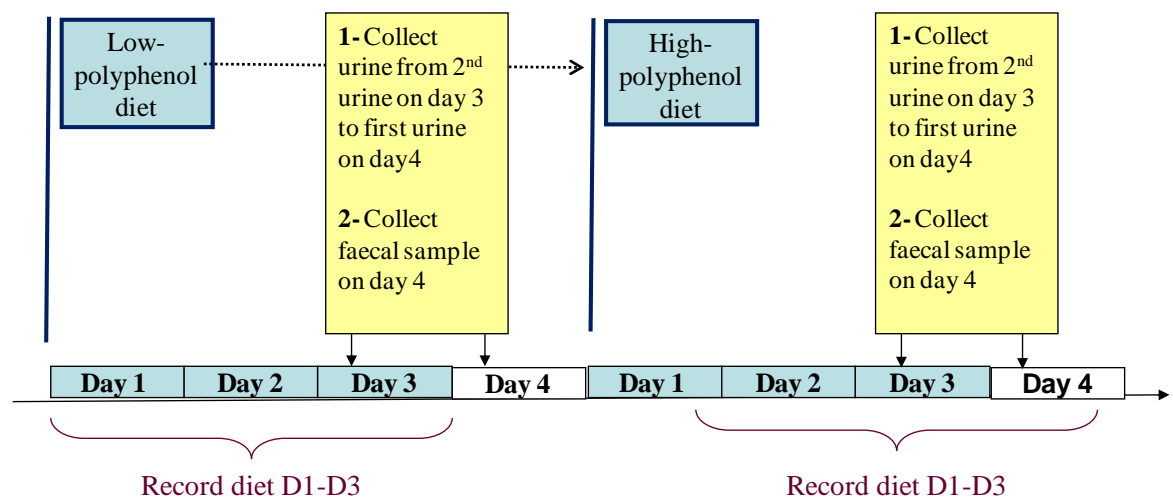 Low-
polyphenol
diet
1- Collect
urine from 2nd
urine on day 3
to first urine
on day4
2- Collect
faecal sample
on day 4
High-
polyphenol
diet
1- Collect
urine from 2nd
urine on day 3
to first urine
on day4
2- Collect
faecal sample
on day 4
Day 1 Day 2 Day 3 Day 4 Day 1 Day 2 Day 3 Day 4
Record diet D1-D3 Record diet D1-D3